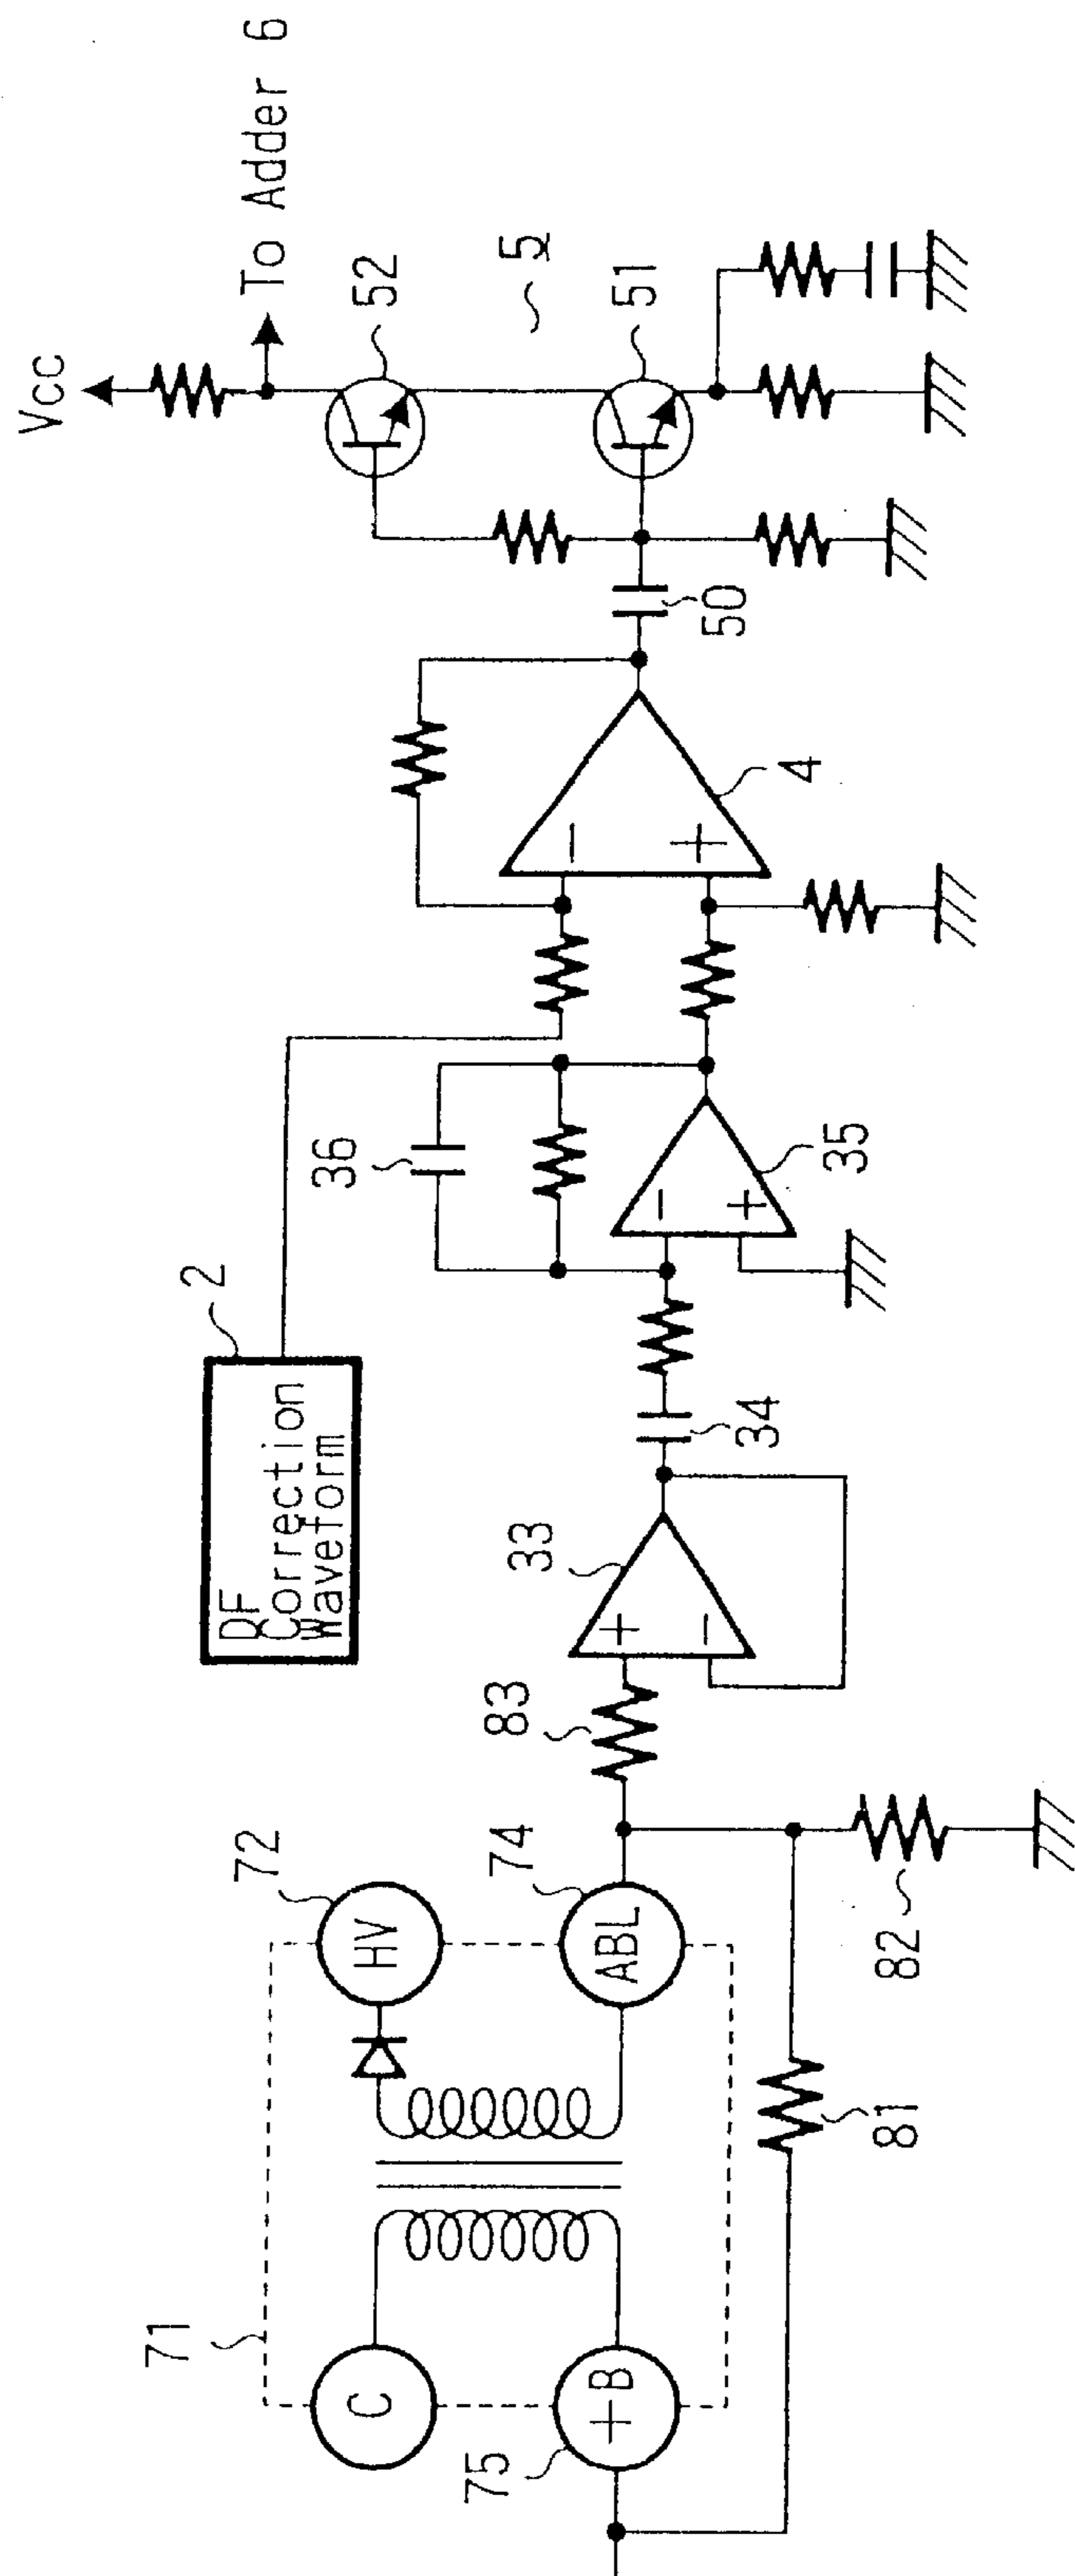 Vcc
To Adder 6
52
5
51
50
4
36
35
2
DF
Correction
Waveform
34
33
83
72
HV
74
ABL
82
81
71
C
+B
75
+
−
−
+
−
+